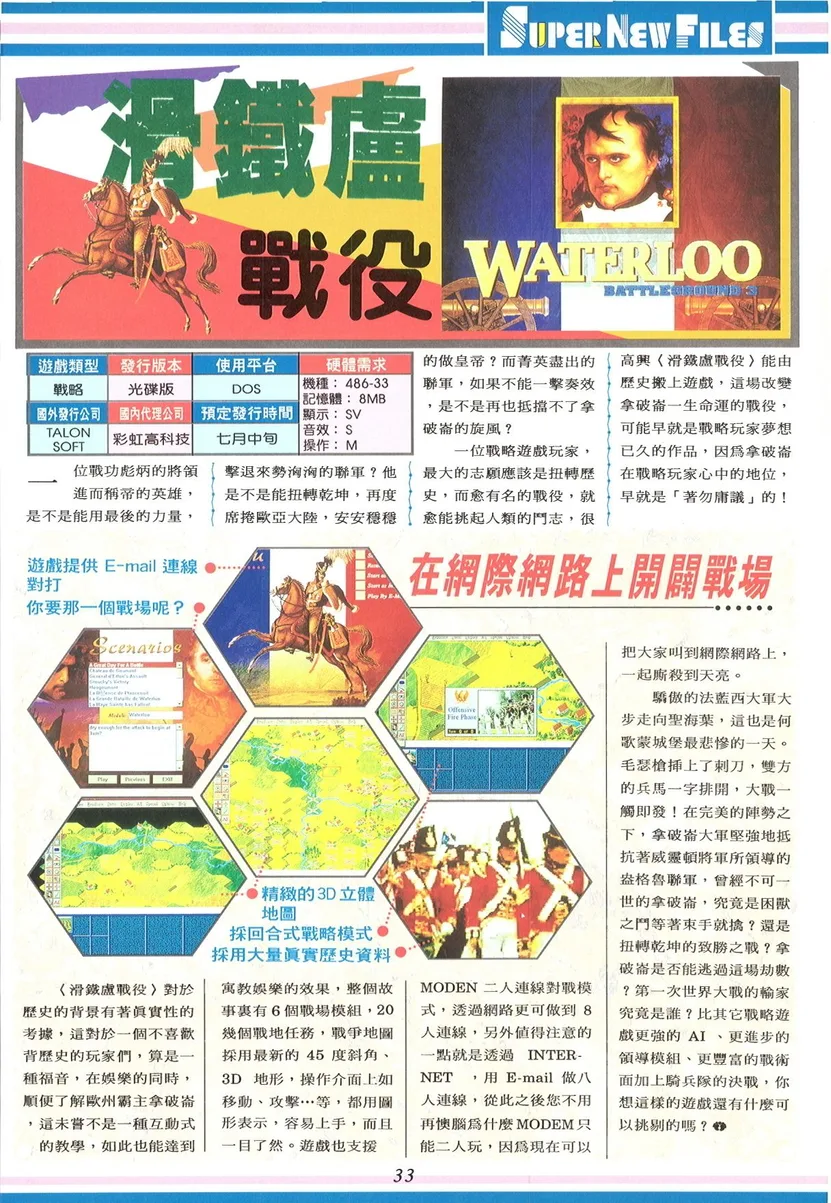 SUPER NEW FILES
滑鐵盧
戰役
WATERLOO
BATTLEGROUND 3
遊戲類型
發行版本
使用平台
硬體需求
戰略
光碟版
DOS
機種：486-33
記憶體：8MB
顯示：SV
音效：S
操作：M
國外發行公司
國內代理公司
預定發行時間
TALON
SOFT
彩虹高科技
七月中旬
一位戰功彪炳的將領
進而稱帝的英雄，
是不是能用最後的力量，
擊退來勢洶洶的聯軍？他
是不是能扭轉乾坤，再度
席捲歐亞大陸，安安穩穩
的做皇帝？而菁英盡出的
聯軍，如果不能一擊奏效
，是不是再也抵擋不了拿
破崙的旋風？
一位戰略遊戲玩家，
最大的志願應該是扭轉歷
史，而愈有名的戰役，就
愈能挑起人類的鬥志，很
高興〈滑鐵盧戰役〉能由
歷史搬上遊戲，這場改變
拿破崙一生命運的戰役，
可能早就是戰略玩家夢想
已久的作品，因為拿破崙
在戰略玩家心中的地位，
早就是「著勿庸議」的！
遊戲提供 E-mail 連線
對打
你要那一個戰場呢？
在網際網路上開闢戰場
Scenarios
A Great Day For A Battle
La Grande Bataille de Waterloo
La Haye Sainte has Fallen!
Module: Waterloo
Play
Previous
EXIT
Offensive
Fire Phase
精緻的3D立體
地圖
採回合式戰略模式
採用大量真實歷史資料
〈滑鐵盧戰役〉對於
歷史的背景有著眞實性的
考據，這對於一個不喜歡
背歷史的玩家們，算是一
種福音，在娛樂的同時，
順便了解歐州霸主拿破崙
，這未嘗不是一種互動式
的教學，如此也能達到
寓教娛樂的效果，整個故
事裏有6個戰場模組，20
幾個戰地任務，戰爭地圖
採用最新的 45 度斜角、
3D 地形，操作介面上如
移動、攻擊…等，都用圖
形表示，容易上手，而且
一目了然。遊戲也支援
MODEN 二人連線對戰模
式，透過網路更可做到 8
人連線，另外值得注意的
一點就是透過 INTER-
NET ，用 E-mail 做八
人連線，從此之後您不用
再懊腦爲什麼MODEM只
能二人玩，因爲現在可以
把大家叫到網際網路上，
一起廝殺到天亮。
驕傲的法藍西大軍大
步走向聖海葉，這也是何
歌蒙城堡最悲慘的一天。
毛瑟槍揷上了刺刀，雙方
的兵馬一字排開，大戰一
觸即發！在完美的陣勢之
下，拿破崙大軍堅強地抵
抗著威靈頓將軍所領導的
盎格魯聯軍，曾經不可一
世的拿破崙，究竟是困獸
之鬥等著束手就擒？還是
扭轉乾坤的致勝之戰？拿
破崙是否能逃過這場劫數
？第一次世界大戰的輸家
究竟是誰？比其它戰略遊
戲更強的 AI 、更進步的
領導模組、更豐富的戰術
而加上騎兵隊的決戰，你
想這樣的遊戲還有什麼可
以挑剔的嗎？
33